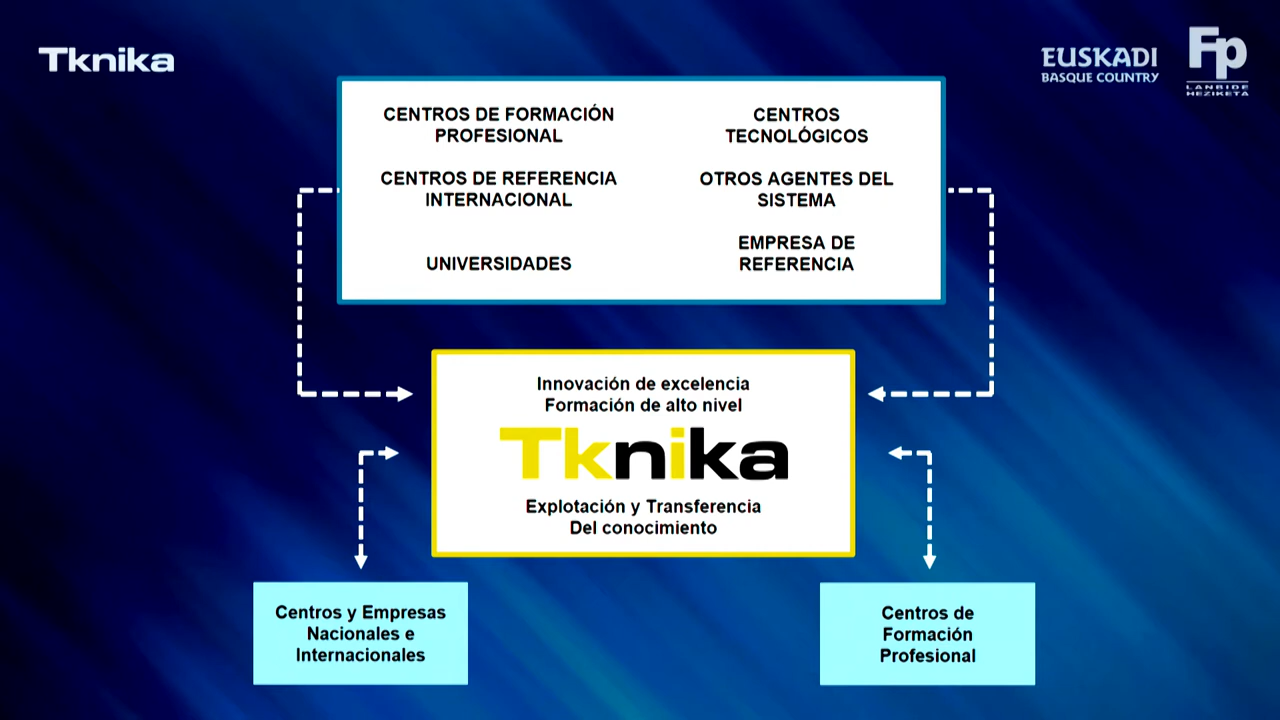 Tknika
EUSKADI
BASQUE COUNTRY
Fp
LANBIDE
HEZIKETA
CENTROS DE FORMACIÓN
PROFESIONAL
CENTROS
TECNOLÓGICOS
CENTROS DE REFERENCIA
INTERNACIONAL
OTROS AGENTES DEL
SISTEMA
UNIVERSIDADES
EMPRESA DE
REFERENCIA
Innovación de excelencia
Formación de alto nivel
Tknika
Explotación y Transferencia
Del conocimiento
Centros y Empresas
Nacionales e
Internacionales
Centros de
Formación
Profesional